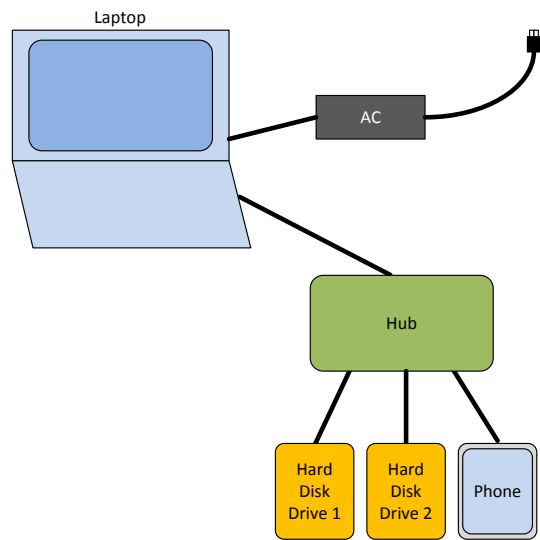 Laptop
AC
Hub
Hard
Disk
Drive 1
Hard
Disk
Drive 2
Phone